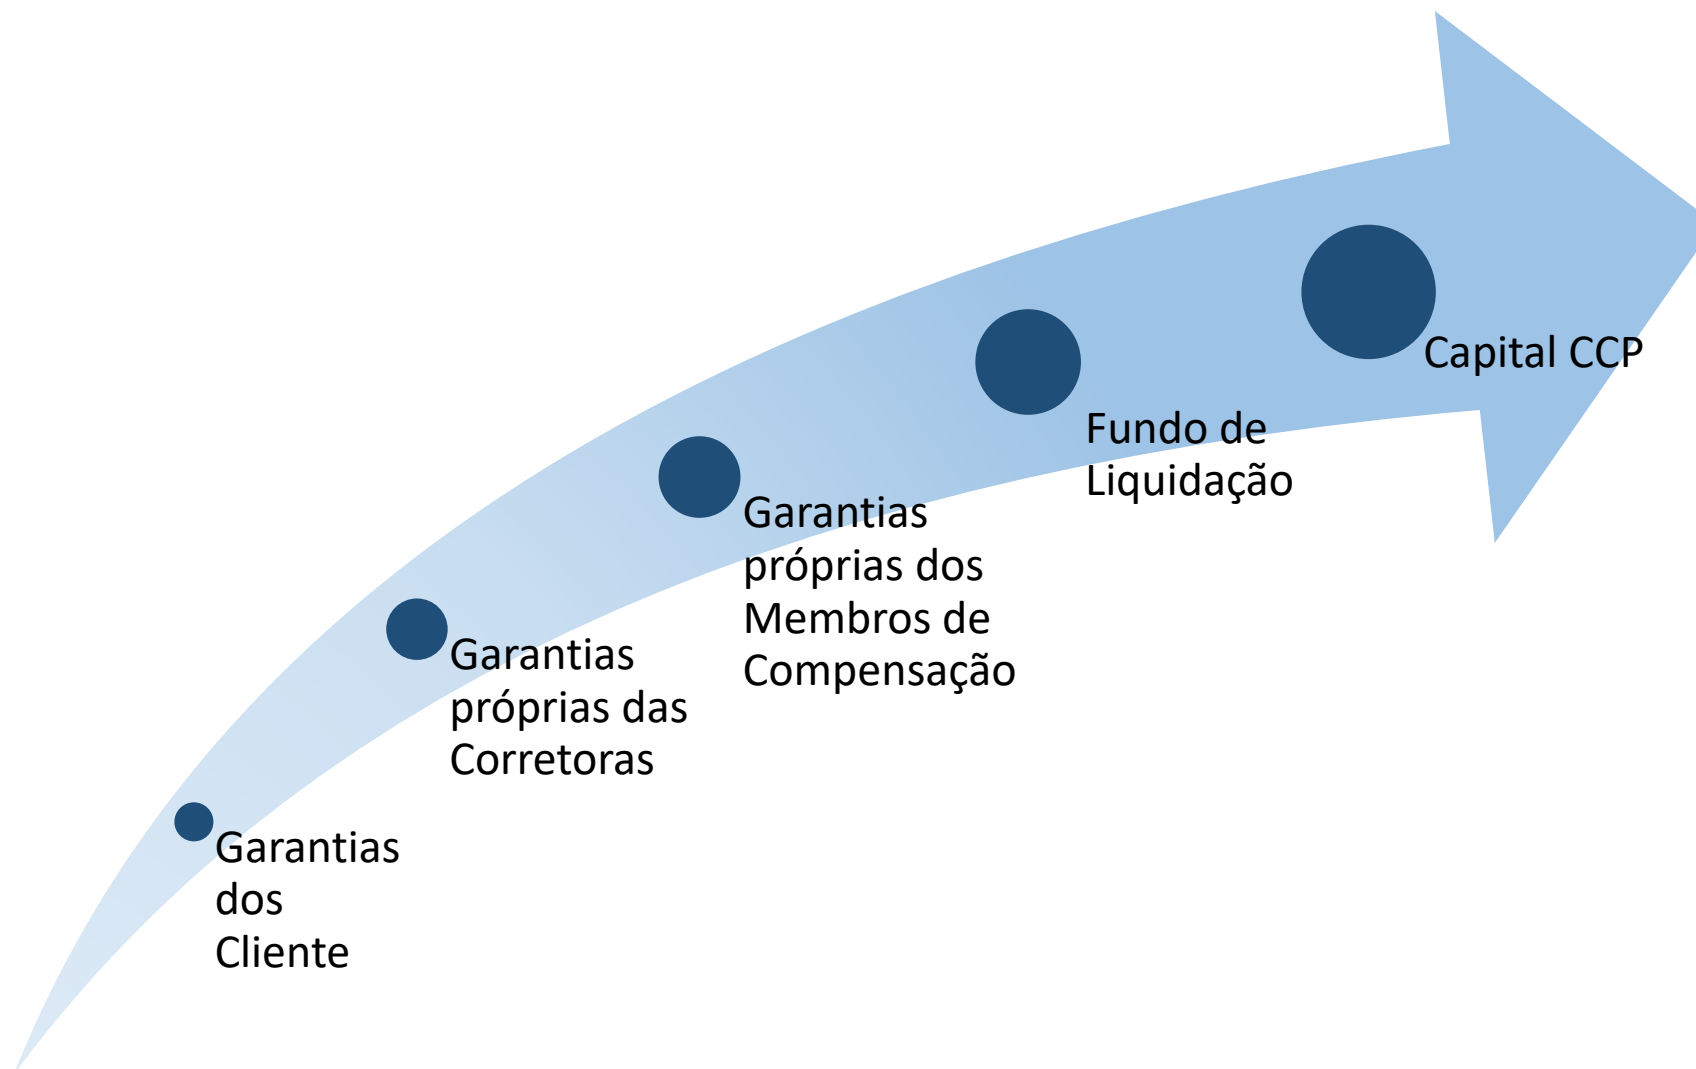 Garantias
dos
Cliente
Garantias
próprias das
Corretoras
Garantias
próprias dos
Membros de
Compensação
Fundo de
Liquidação
Capital CCP